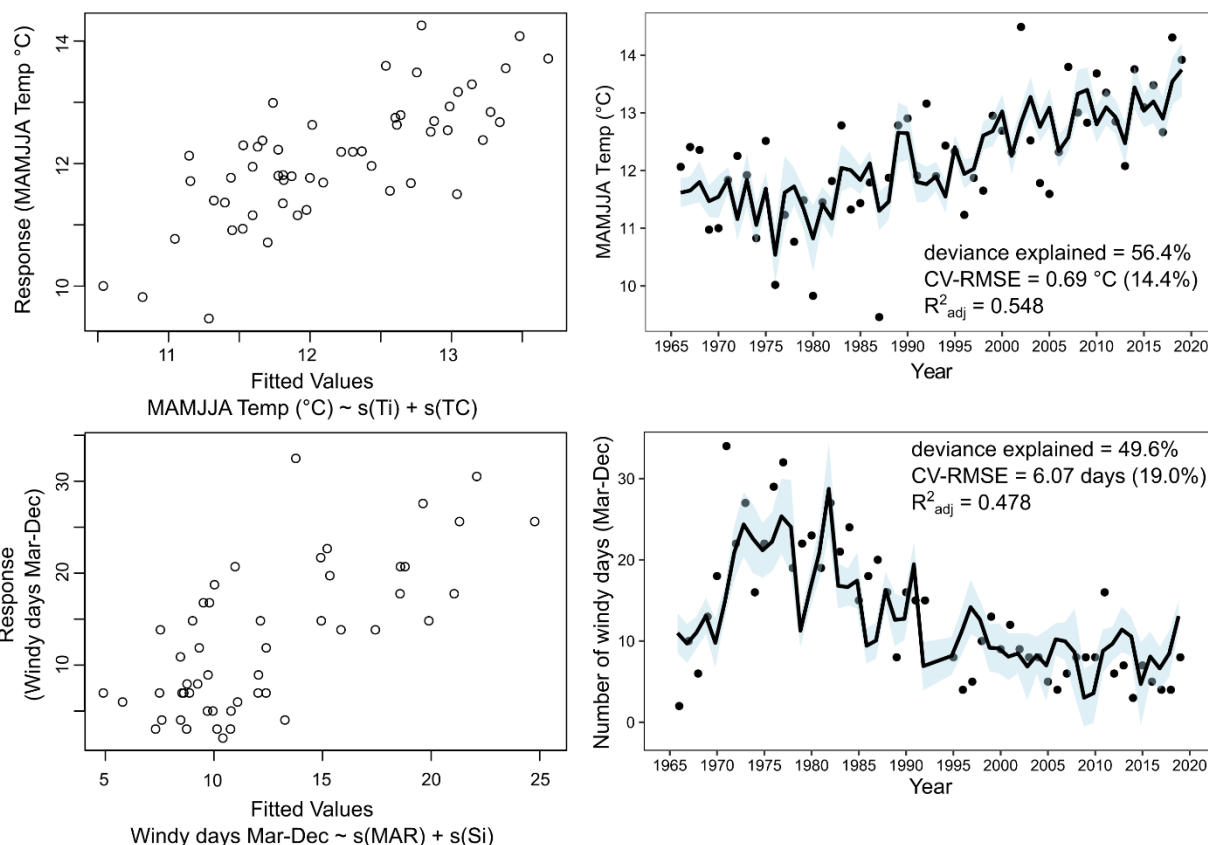 Response (MAMJJA Temp °C)
14
12
10
11
12
13
Fitted Values
MAMJJA Temp (°C) ~ s(Ti) + s(TC)
MAMJJA Temp (°C)
14
13
12
11
10
deviance explained = 56.4%
CV-RMSE = 0.69 °C (14.4%)
R²adj = 0.548
1965 1970 1975 1980 1985 1990 1995 2000 2005 2010 2015 2020
Year
Response
(Windy days Mar-Dec)
30
20
10
0
5 10 15 20 25
Fitted Values
Windy days Mar-Dec ~ s(MAR) + s(Si)
Number of windy days (Mar-Dec)
30
20
10
0
deviance explained = 49.6%
CV-RMSE = 6.07 days (19.0%)
R²adj = 0.478
1965 1970 1975 1980 1985 1990 1995 2000 2005 2010 2015 2020
Year